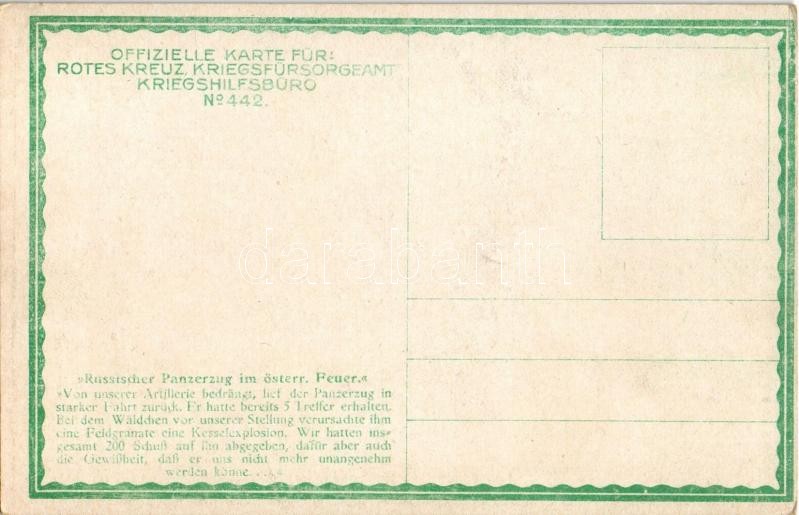 OFFIZIELLE KARTE FÜR:
ROTES KREUZ, KRIEGSFÜRSORGEAMT
KRIEGSHILFSBÜRO
No 442.
darabanth
»Russischer Panzerzug im österr. Feuer.«
»Von unserer Artillerie bedrängt, lief der Panzerzug in
starker Fahrt zurück. Er hatte bereits 5 Treffer erhalten.
Bei dem Wäldchen vor unserer Stellung verursachte ihm
eine Feldgranate eine Kesselexplosion. Wir hatten ins-
gesamt 200 Schuß auf ihn abgegeben, dafür aber auch
die Gewißheit, daß er uns nicht mehr unangenehm
werden könne . . .«